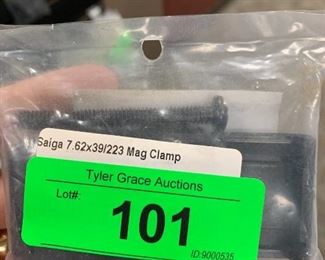 Saiga 7.62x39/223 Mag Clamp
Tyler Grace Auctions
Lot#:
101
ID:9000535